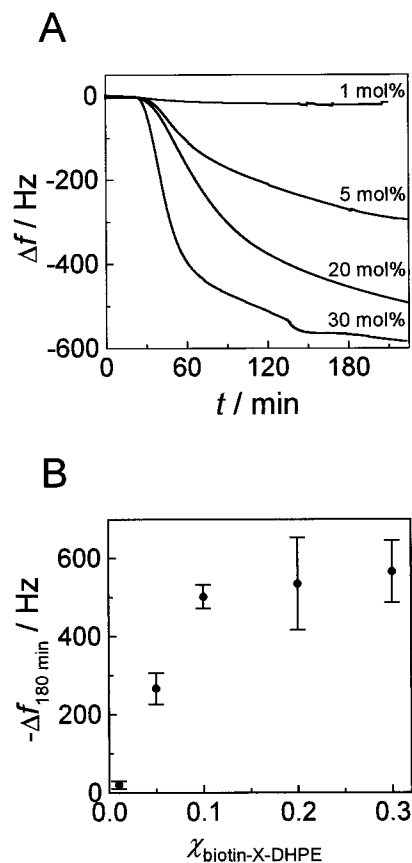 A
0
-200
-400
-600
Δf / Hz
1 mol%
5 mol%
20 mol%
30 mol%
0
60
120
180
t / min
B
600
400
200
0
-Δf180 min / Hz
0.0
0.1
0.2
0.3
χbiotin-X-DHPE